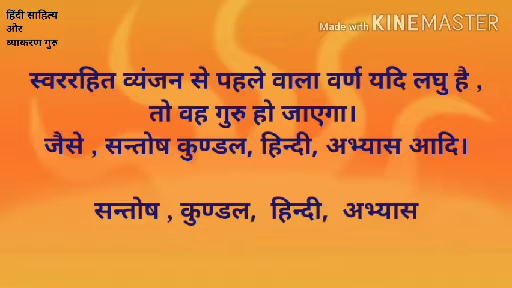 हिंदी साहित्य
और
व्याकरण गुरु
Made with KINEMASTER
स्वररहित व्यंजन से पहले वाला वर्ण यदि लघु है ,
तो वह गुरु हो जाएगा।
जैसे , सन्तोष कुण्डल, हिन्दी, अभ्यास आदि।
सन्तोष , कुण्डल, हिन्दी, अभ्यास